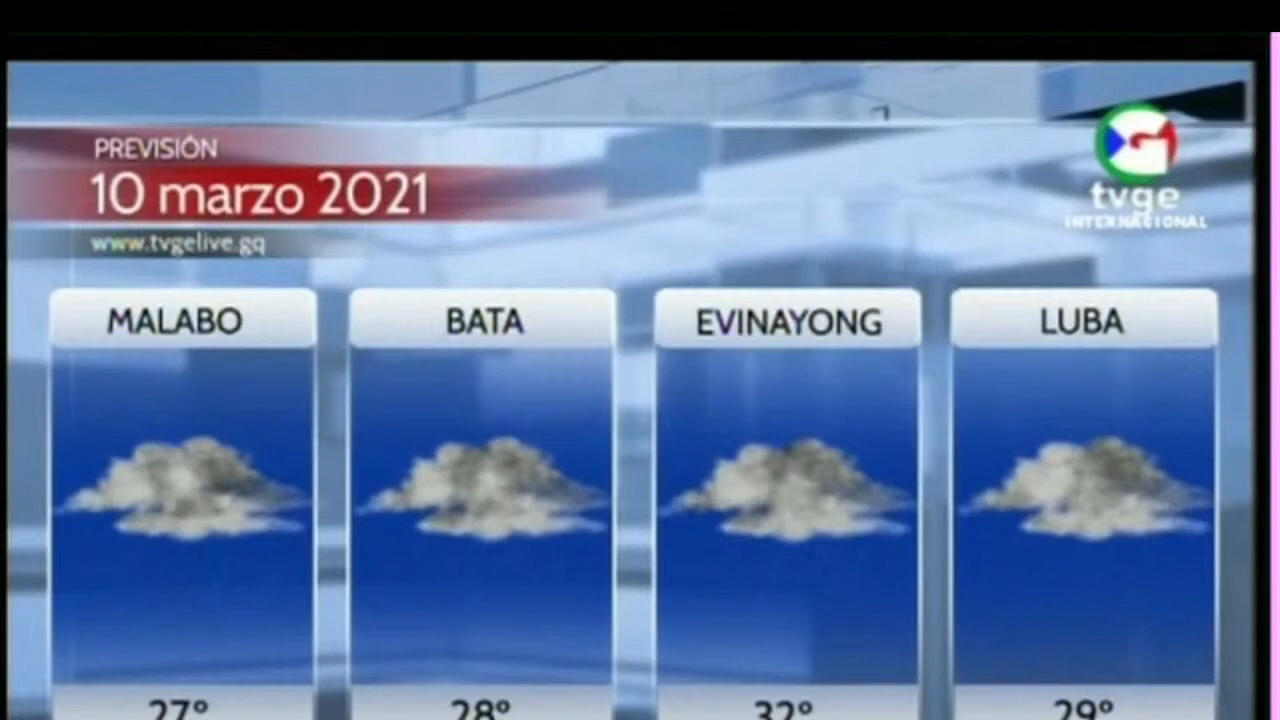 PREVISIÓN
10 marzo 2021
www.tvgelive.gq
tvge
INTERNACIONAL
MALABO
BATA
EVINAYONG
LUBA
27°
28°
32°
29°